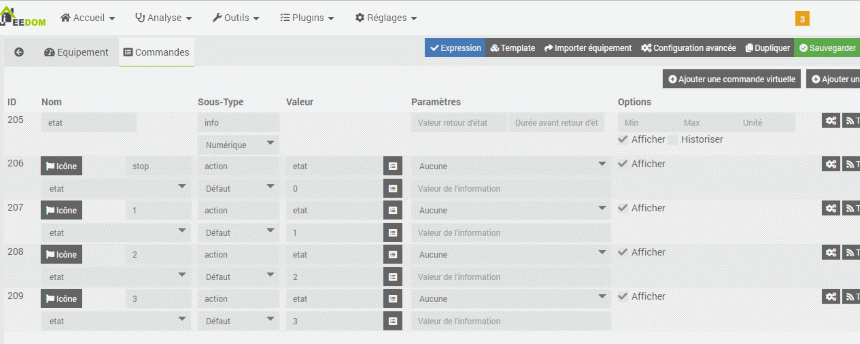 JEEDOM Accueil Analyse Outils Plugins Réglages 3
Equipement Commandes Expression Template Importer équipement Configuration avancée Dupliquer Sauvegarder
Ajouter une commande virtuelle Ajouter un
ID Nom Sous-Type Valeur Paramètres Options
205 etat info Valeur retour d'état Durée avant retour d'ét Min Max Unité T
Numérique Afficher Historiser
206 Icône stop action etat Aucune Afficher T
etat Défaut 0 Valeur de l'information
207 Icône 1 action etat Aucune Afficher T
etat Défaut 1 Valeur de l'information
208 Icône 2 action etat Aucune Afficher T
etat Défaut 2 Valeur de l'information
209 Icône 3 action etat Aucune Afficher T
etat Défaut 3 Valeur de l'information